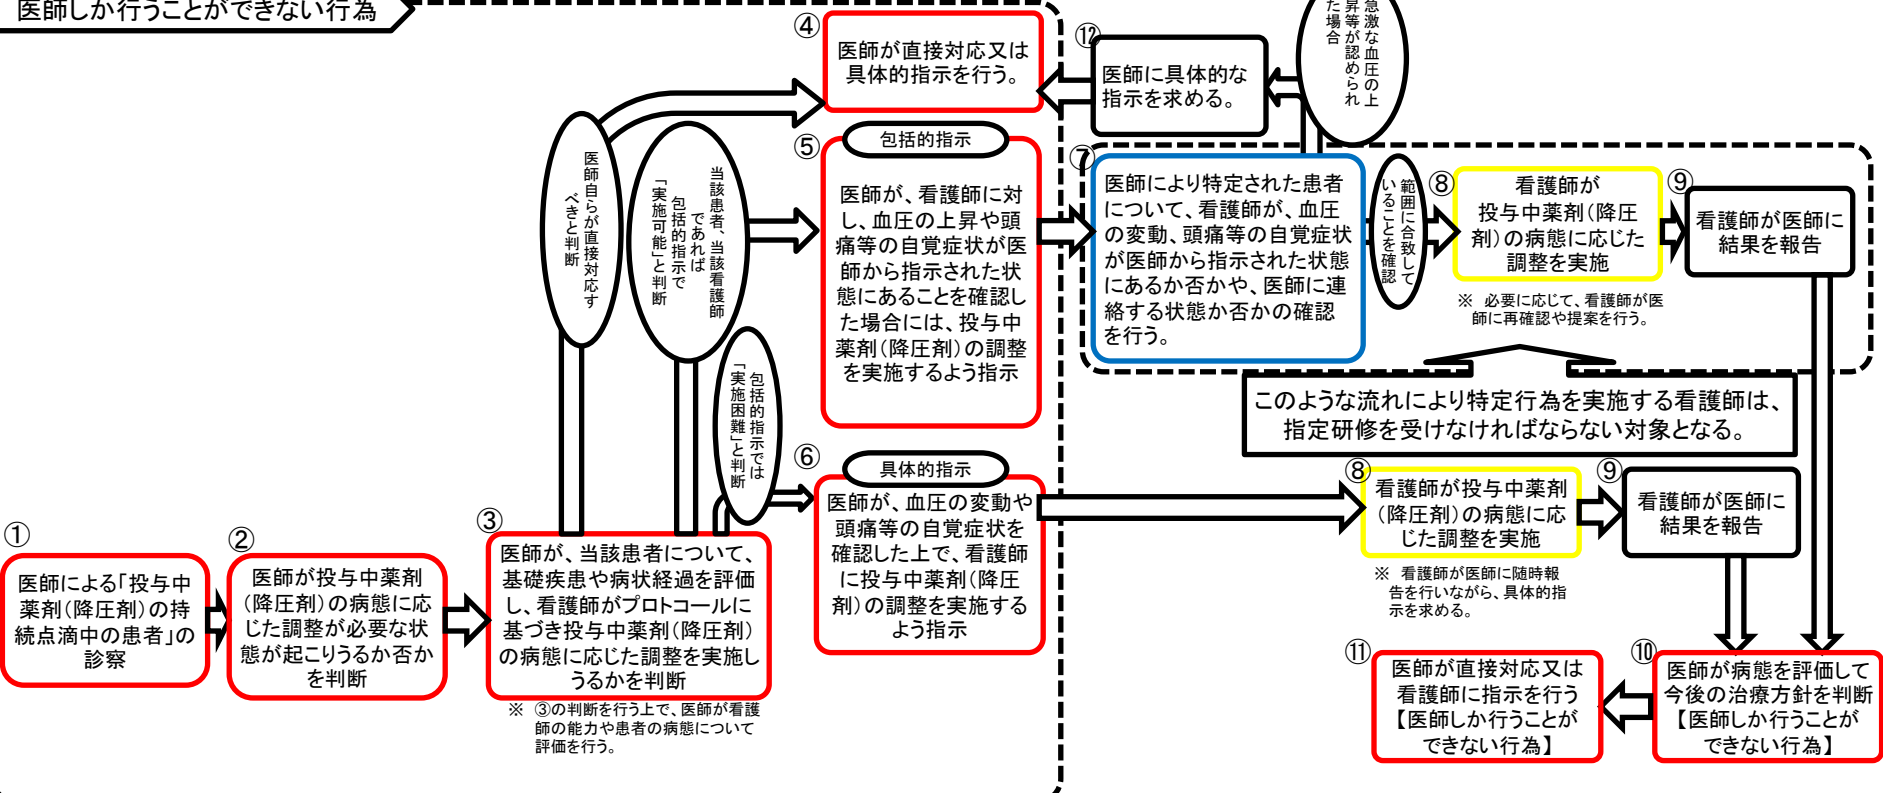 医師しか行うことができない行為
①
医師による「投与中
薬剤（降圧剤）の持
続点滴中の患者」の
診察
②
医師が投与中薬剤
（降圧剤）の病態に応
じた調整が必要な状
態が起こりうるか否か
を判断
③
医師が、当該患者について、
基礎疾患や病状経過を評価
し、看護師がプロトコールに
基づき投与中薬剤（降圧剤）
の病態に応じた調整を実施し
うるかを判断
※　③の判断を行う上で、医師が看護
師の能力や患者の病態について
評価を行う。
医師自らが直接対応す
べきと判断
当該患者、当該看護師
であれば
包括的指示で
「実施可能」と判断
包括的指示では
「実施困難」と判断
④
医師が直接対応又は
具体的指示を行う。
⑤
包括的指示
医師が、看護師に対
し、血圧の上昇や頭
痛等の自覚症状が医
師から指示された状
態にあることを確認し
た場合には、投与中
薬剤（降圧剤）の調整
を実施するよう指示
⑥
具体的指示
医師が、血圧の変動や
頭痛等の自覚症状を
確認した上で、看護師
に投与中薬剤（降圧
剤）の調整を実施する
よう指示
⑫
医師に具体的な
指示を求める。
急激な血圧の上
昇等が認められ
た場合
⑦
医師により特定された患者
について、看護師が、血圧
の変動、頭痛等の自覚症状
が医師から指示された状態
にあるか否かや、医師に連
絡する状態か否かの確認
を行う。
範囲に合致して
いることを確認
⑧
看護師が
投与中薬剤（降圧
剤）の病態に応じた
調整を実施
※　必要に応じて、看護師が医
師に再確認や提案を行う。
⑨
看護師が医師に
結果を報告
このような流れにより特定行為を実施する看護師は、
指定研修を受けなければならない対象となる。
⑧
看護師が投与中薬剤
（降圧剤）の病態に応
じた調整を実施
※　看護師が医師に随時報
告を行いながら、具体的指
示を求める。
⑨
看護師が医師に
結果を報告
⑩
医師が病態を評価して
今後の治療方針を判断
【医師しか行うことが
できない行為】
⑪
医師が直接対応又は
看護師に指示を行う
【医師しか行うことが
できない行為】